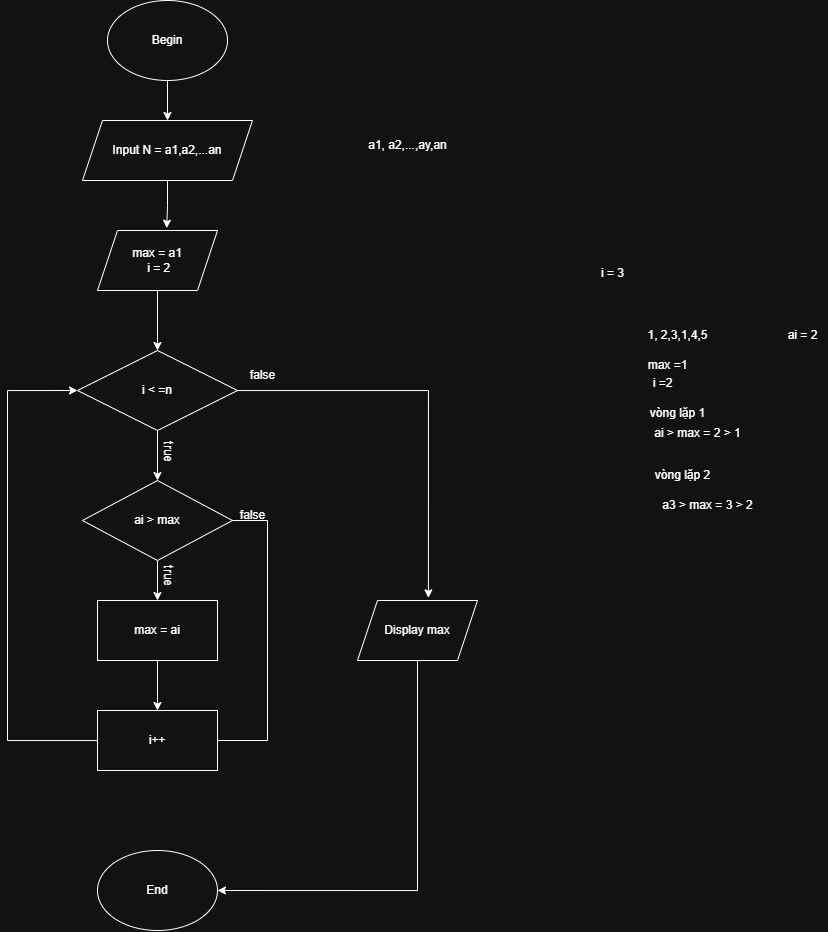 Begin
Input N = a1,a2,...an
a1, a2,...,ay,an
max = a1
i = 2
i = 3
1, 2,3,1,4,5
ai = 2
max =1
i =2
i < =n
false
vòng lặp 1
ai > max = 2 > 1
true
vòng lặp 2
a3 > max = 3 > 2
ai > max
false
true
max = ai
Display max
i++
End